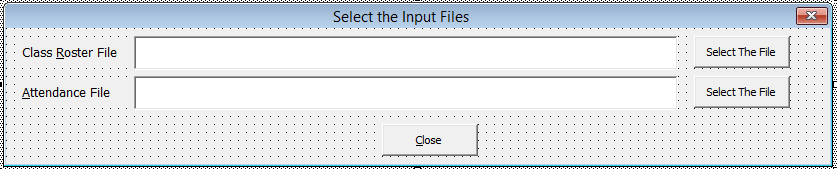 Select the Input Files
Class Roster File Select The File
Attendance File Select The File
Close